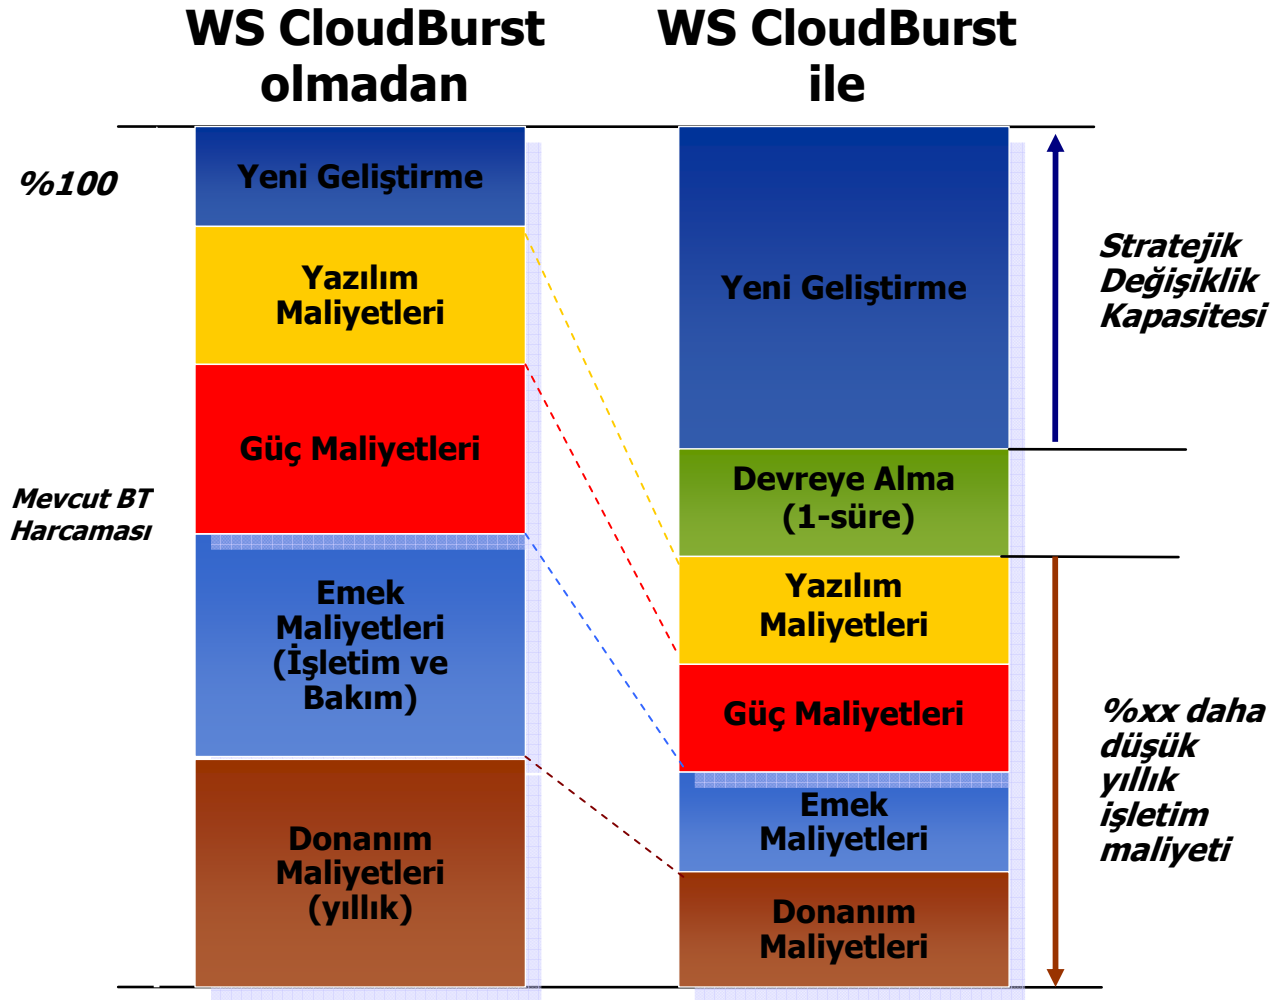 WS CloudBurst
olmadan
WS CloudBurst
ile
%100
Mevcut BT
Harcaması
Yeni Geliştirme
Yazılım
Maliyetleri
Güç Maliyetleri
Emek
Maliyetleri
(İşletim ve
Bakım)
Donanım
Maliyetleri
(yıllık)
Yeni Geliştirme
Devreye Alma
(1-süre)
Yazılım
Maliyetleri
Güç Maliyetleri
Emek
Maliyetleri
Donanım
Maliyetleri
Stratejik
Değişiklik
Kapasitesi
%xx daha
düşük
yıllık
işletim
maliyeti